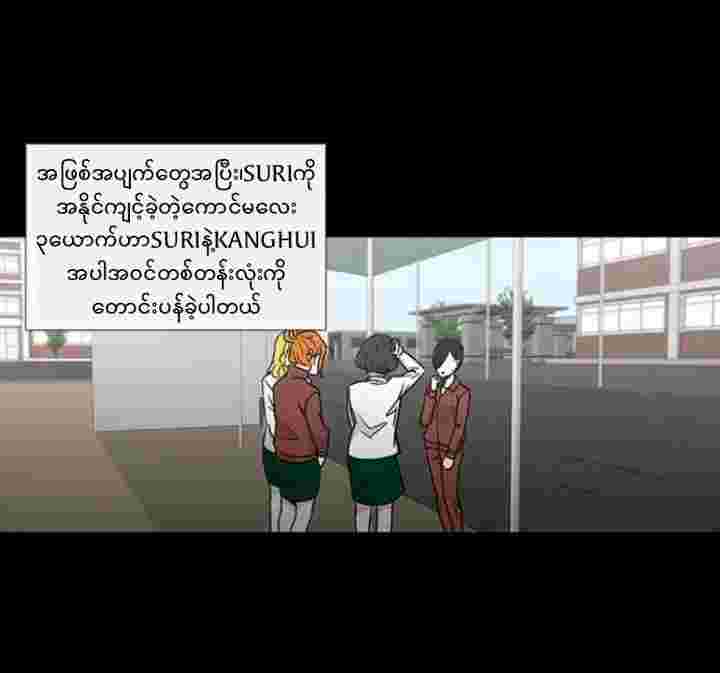 အဖြစ်အပျက်တွေအပြီး၊SURIကို
အနိုင်ကျင့်ခဲ့တဲ့ကောင်မလေး
၃ယောက်ဟာSURIနဲ့KANGHUI
အပါအဝင်တစ်တန်းလုံးကို
တောင်းပန်ခဲ့ပါတယ်